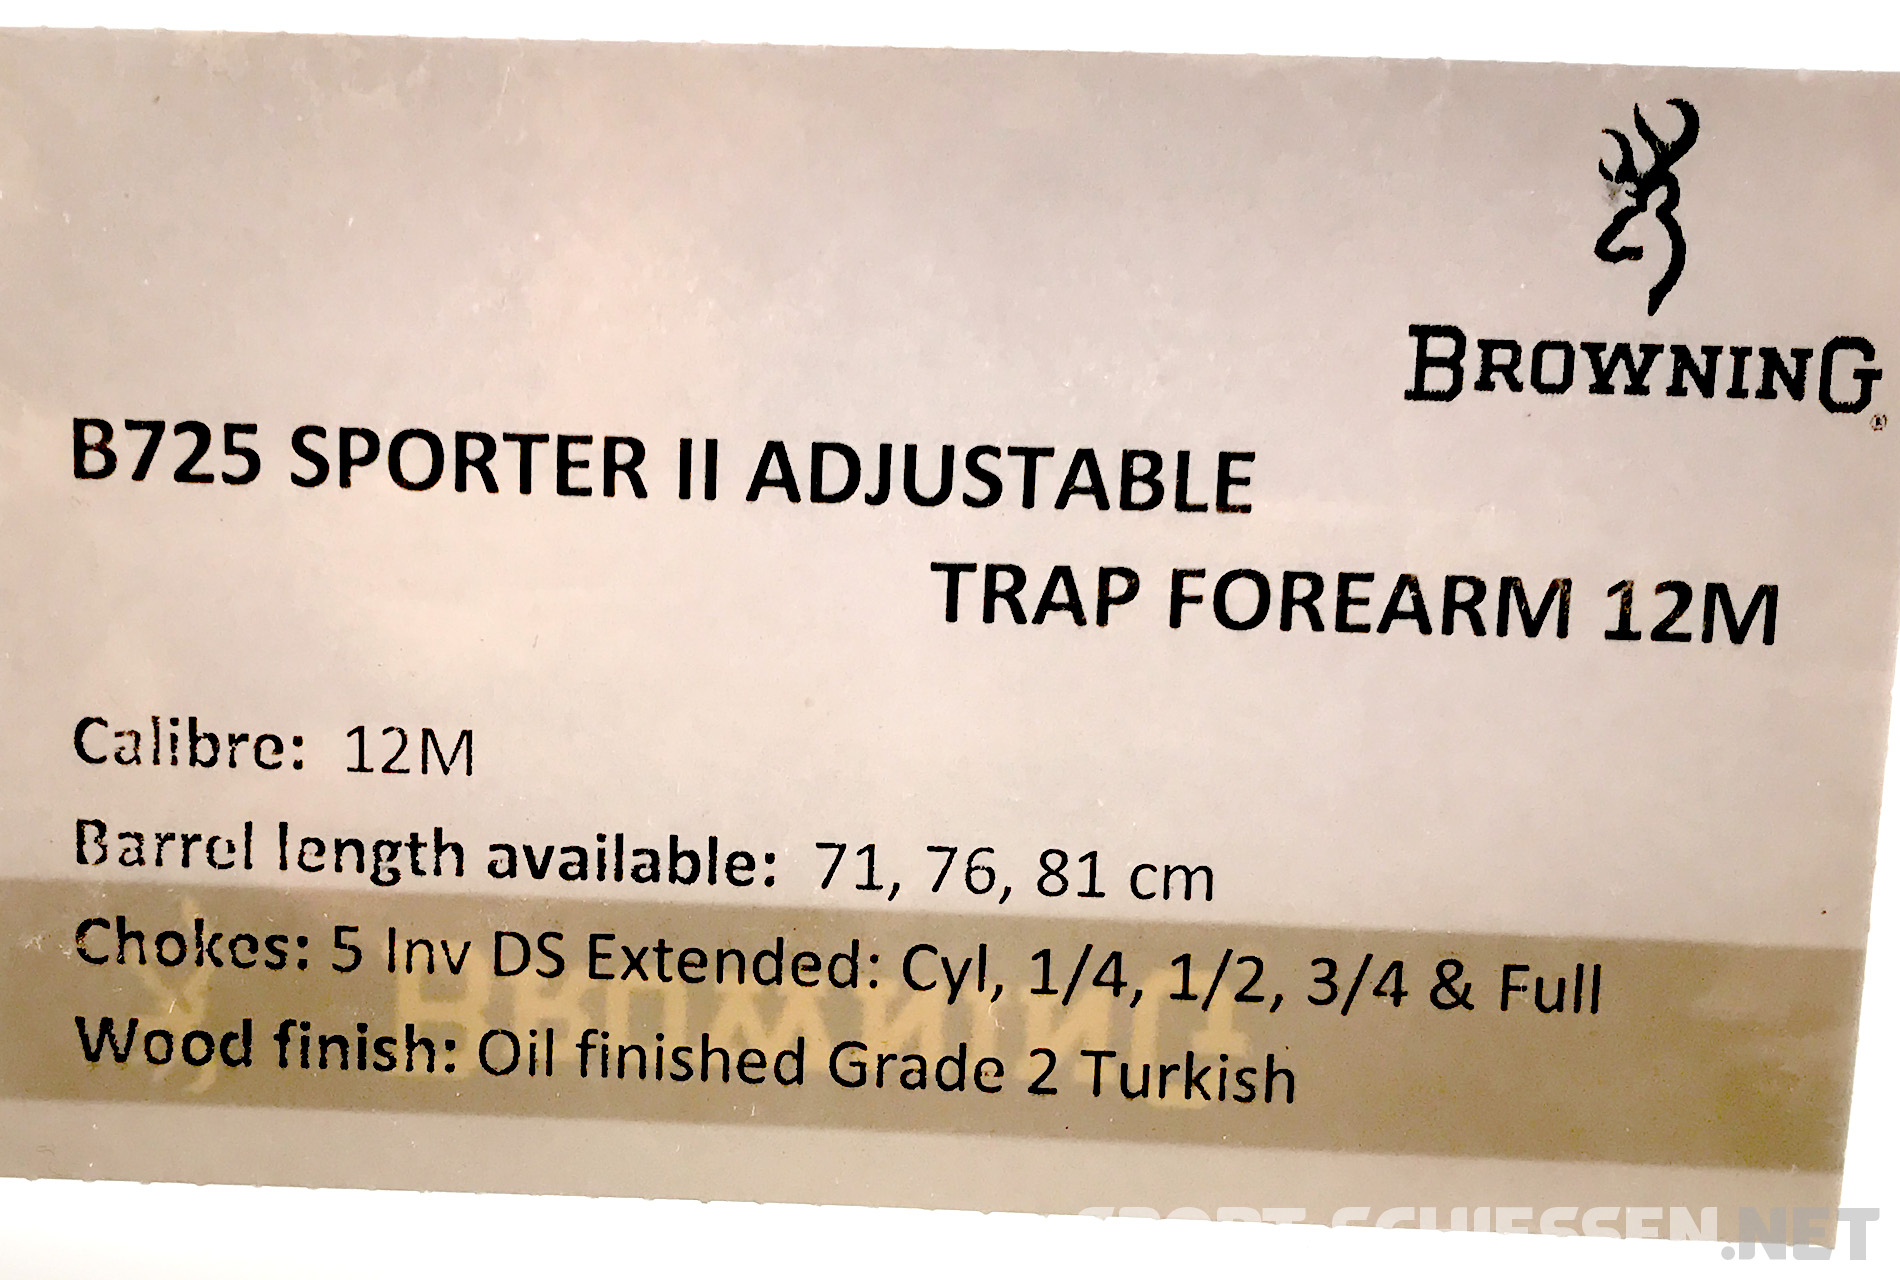 BROWNING®
B725 SPORTER II ADJUSTABLE
TRAP FOREARM 12M
Calibre: 12M
Barrel length available: 71, 76, 81 cm
Chokes: 5 Inv DS Extended: Cyl, 1/4, 1/2, 3/4 & Full
Wood finish: Oil finished Grade 2 Turkish
BROWNING
SPORT-SCHIESSEN.NET